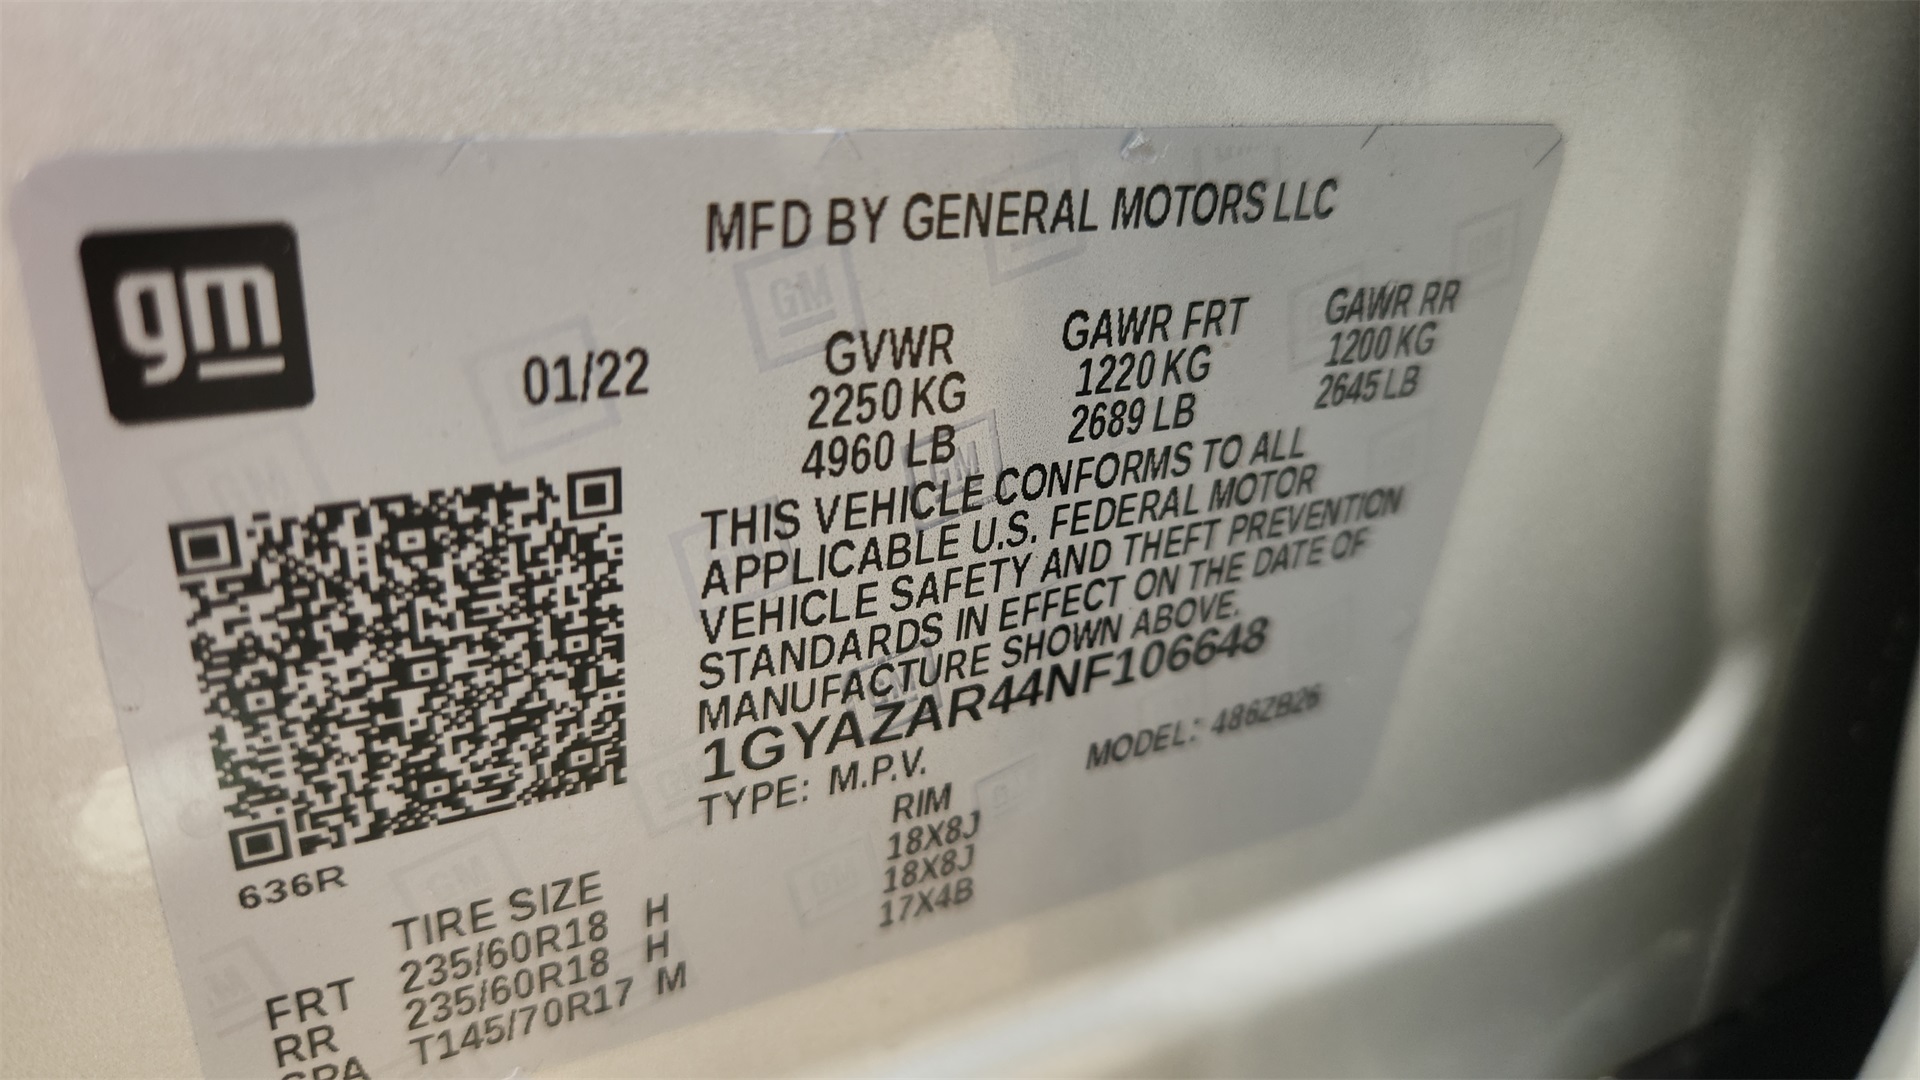 gm
MFD BY GENERAL MOTORS LLC
01/22
GVWR
2250 KG
4960 LB
GAWR FRT
1220 KG
2689 LB
GAWR RR
1200 KG
2645 LB
THIS VEHICLE CONFORMS TO ALL
APPLICABLE U.S. FEDERAL MOTOR
VEHICLE SAFETY AND THEFT PREVENTION
STANDARDS IN EFFECT ON THE DATE OF
MANUFACTURE SHOWN ABOVE.
1GYAZAR44NF106648
TYPE: M.P.V.
MODEL: 486ZB26
636R
TIRE SIZE
RIM
FRT 235/60R18 H 18X8J
RR 235/60R18 H 18X8J
SPA T145/70R17 M 17X4B